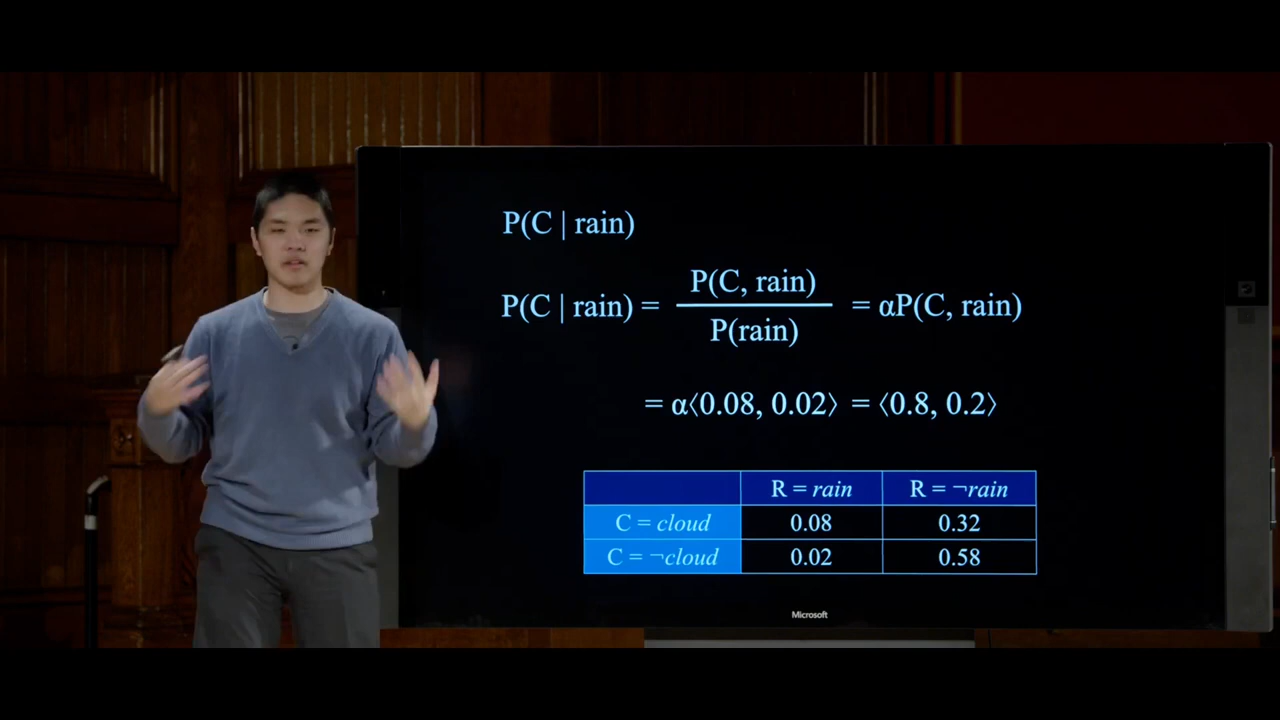 P(C | rain)
P(C | rain) = P(C, rain) / P(rain) = αP(C, rain)
= α⟨0.08, 0.02⟩ = ⟨0.8, 0.2⟩
R = rain R = ¬rain
C = cloud 0.08 0.32
C = ¬cloud 0.02 0.58
Microsoft